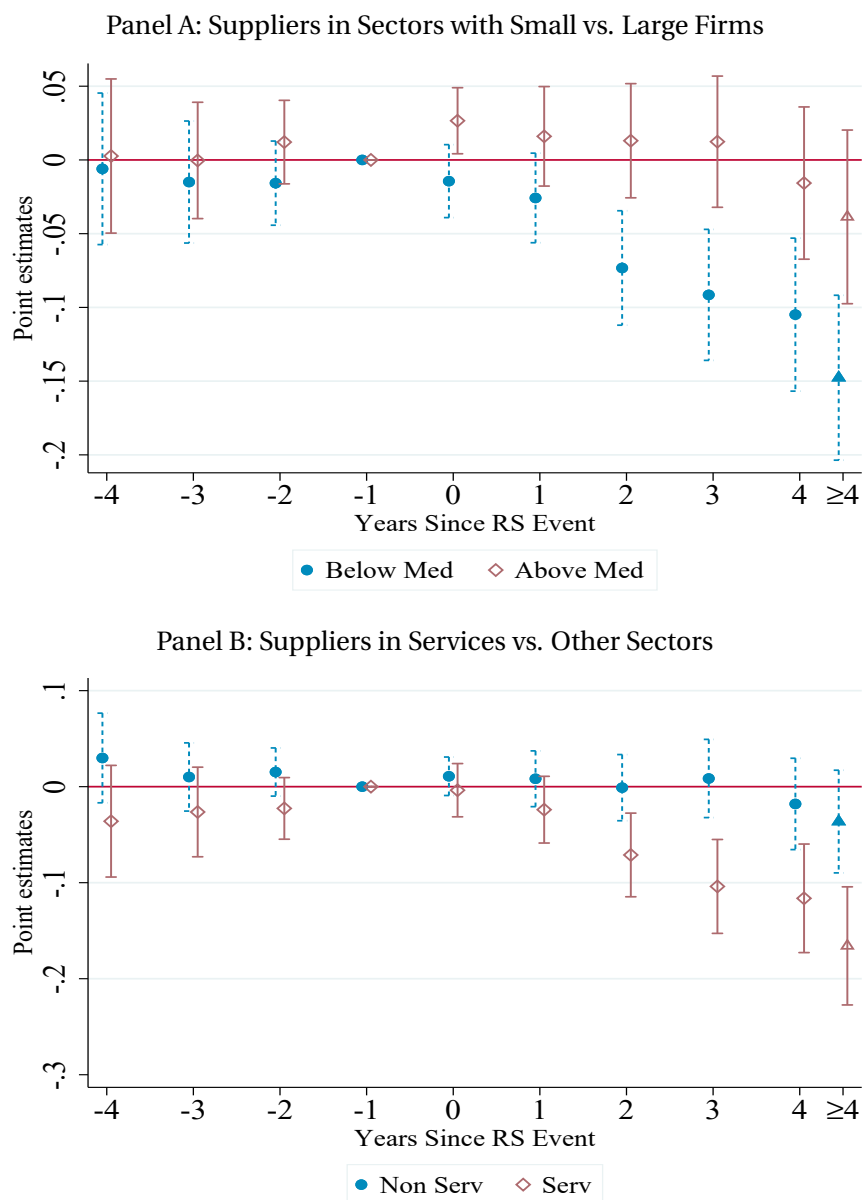 Panel A: Suppliers in Sectors with Small vs. Large Firms
Point estimates
.05
0
-.05
-.1
-.15
-.2
-4 -3 -2 -1 0 1 2 3 4 ≥4
Years Since RS Event
Below Med Above Med
Panel B: Suppliers in Services vs. Other Sectors
Point estimates
.1
0
-.1
-.2
-.3
-4 -3 -2 -1 0 1 2 3 4 ≥4
Years Since RS Event
Non Serv Serv